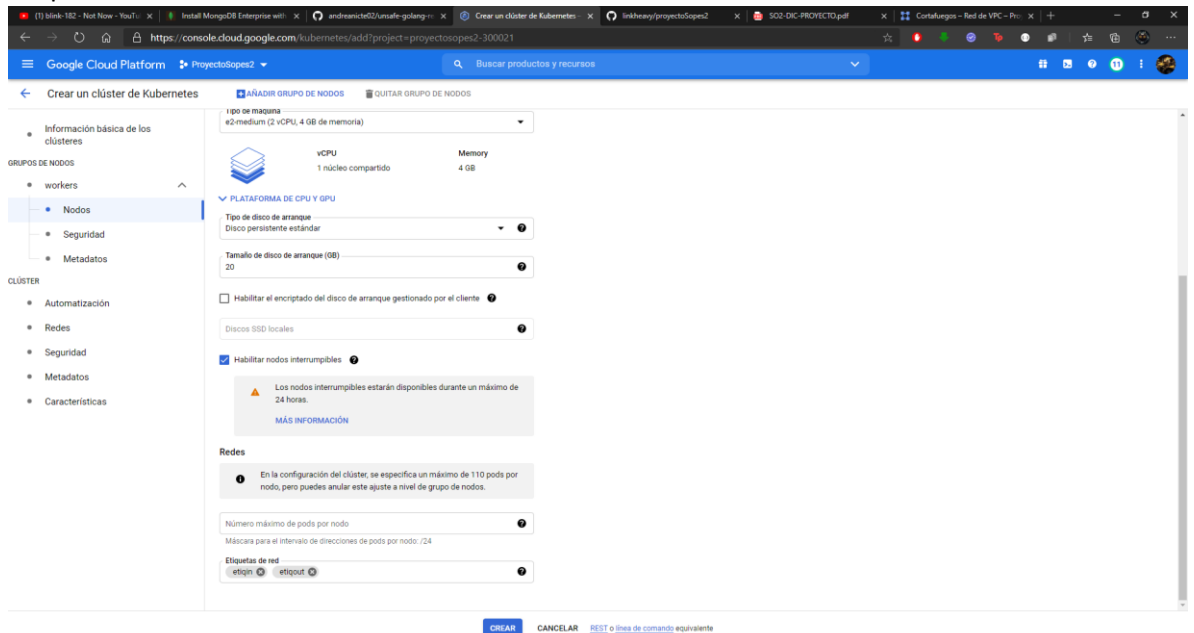 (1) blink-182 - Not Now - YouTu
Install MongoDB Enterprise with
andreanicte02/unsafe-golang-re
Crear un clúster de Kubernetes –
linkheavy/proyectoSopes2
SO2-DIC-PROYECTO.pdf
Cortafuegos – Red de VPC – Proy
https://console.cloud.google.com/kubernetes/add?project=proyectosopes2-300021
Google Cloud Platform
ProyectoSopes2
Buscar productos y recursos
11
Crear un clúster de Kubernetes
AÑADIR GRUPO DE NODOS
QUITAR GRUPO DE NODOS
Información básica de los
clústeres
GRUPOS DE NODOS
workers
Nodos
Seguridad
Metadatos
CLÚSTER
Automatización
Redes
Seguridad
Metadatos
Características
Tipo de máquina
e2-medium (2 vCPU, 4 GB de memoria)
vCPU Memory
1 núcleo compartido 4 GB
PLATAFORMA DE CPU Y GPU
Tipo de disco de arranque
Disco persistente estándar
Tamaño de disco de arranque (GB)
20
Habilitar el encriptado del disco de arranque gestionado por el cliente
Discos SSD locales
Habilitar nodos interrumpibles
Los nodos interrumpibles estarán disponibles durante un máximo de
24 horas.
MÁS INFORMACIÓN
Redes
En la configuración del clúster, se especifica un máximo de 110 pods por
nodo, pero puedes anular este ajuste a nivel de grupo de nodos.
Número máximo de pods por nodo
Máscara para el intervalo de direcciones de pods por nodo: /24
Etiquetas de red
etiqin etiqout
CREAR CANCELAR REST o línea de comando equivalente